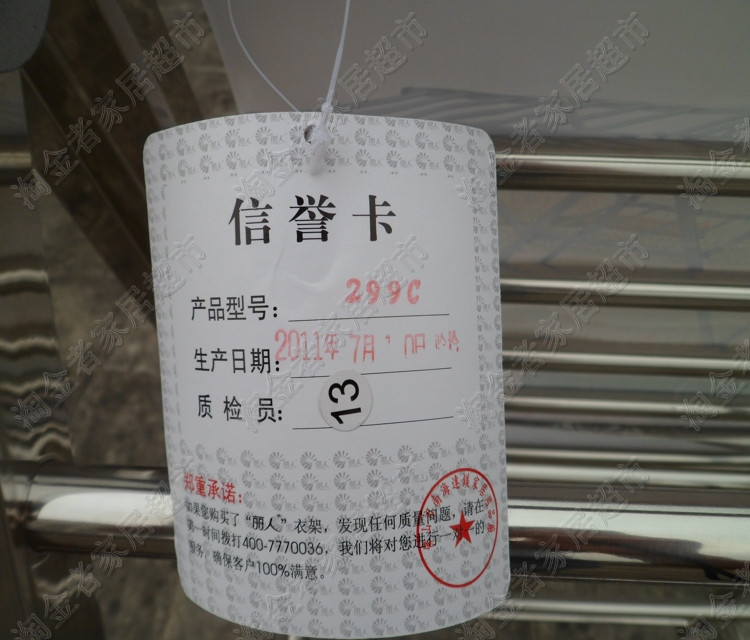 信誉卡
产品型号: 299C
生产日期: 2011年7月10日
质检员: 13
郑重承诺:
如果您购买了“丽人”衣架，发现任何质量问题，请在
第一时间拨打400-7770036，我们将对您进行一对一的
服务，确保客户100%满意。
淘金者家居超市